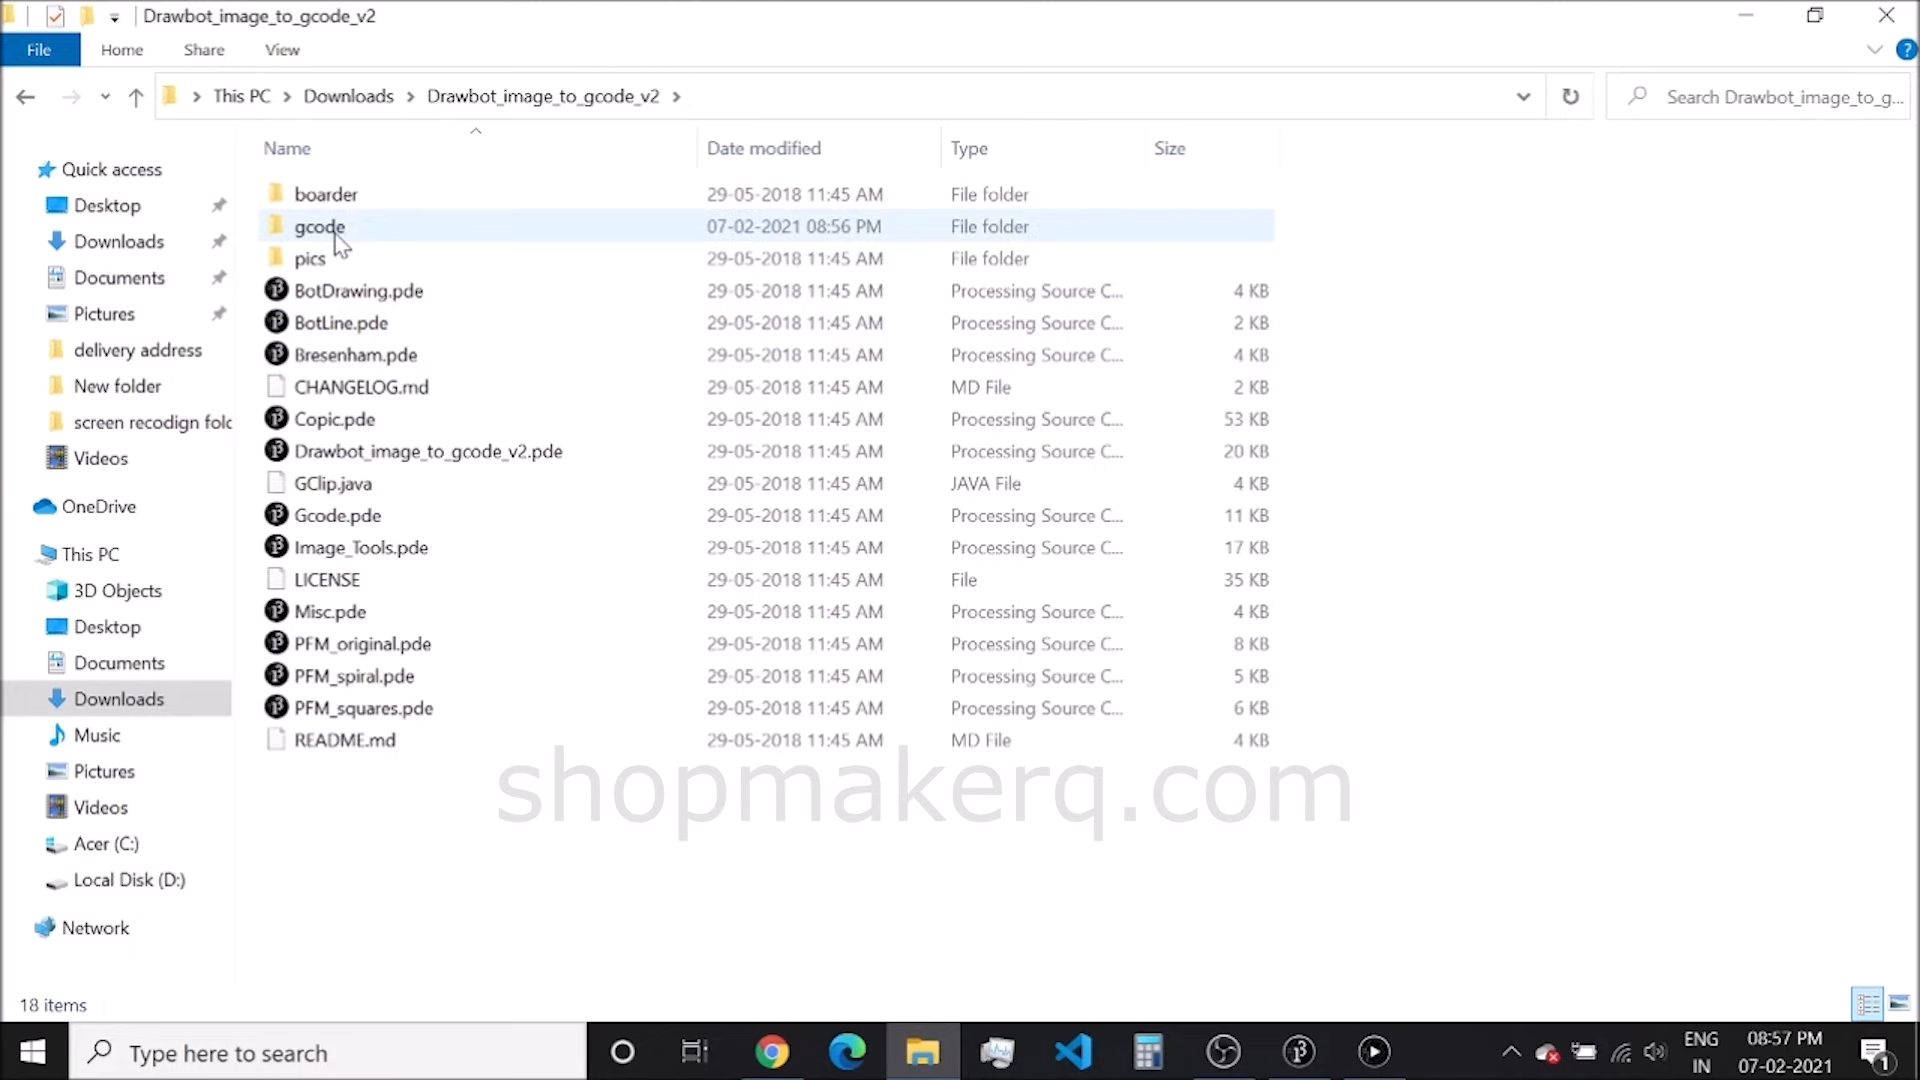 Drawbot_image_to_gcode_v2
File Home Share View
This PC Downloads Drawbot_image_to_gcode_v2
Search Drawbot_image_to_g...
Name Date modified Type Size
boarder 29-05-2018 11:45 AM File folder
gcode 07-02-2021 08:56 PM File folder
pics 29-05-2018 11:45 AM File folder
BotDrawing.pde 29-05-2018 11:45 AM Processing Source C... 4 KB
BotLine.pde 29-05-2018 11:45 AM Processing Source C... 2 KB
Bresenham.pde 29-05-2018 11:45 AM Processing Source C... 4 KB
CHANGELOG.md 29-05-2018 11:45 AM MD File 2 KB
Copic.pde 29-05-2018 11:45 AM Processing Source C... 53 KB
Drawbot_image_to_gcode_v2.pde 29-05-2018 11:45 AM Processing Source C... 20 KB
GClip.java 29-05-2018 11:45 AM JAVA File 4 KB
Gcode.pde 29-05-2018 11:45 AM Processing Source C... 11 KB
Image_Tools.pde 29-05-2018 11:45 AM Processing Source C... 17 KB
LICENSE 29-05-2018 11:45 AM File 35 KB
Misc.pde 29-05-2018 11:45 AM Processing Source C... 4 KB
PFM_original.pde 29-05-2018 11:45 AM Processing Source C... 8 KB
PFM_spiral.pde 29-05-2018 11:45 AM Processing Source C... 5 KB
PFM_squares.pde 29-05-2018 11:45 AM Processing Source C... 6 KB
README.md 29-05-2018 11:45 AM MD File 4 KB
Quick access
Desktop
Downloads
Documents
Pictures
delivery address
New folder
screen recodign folc
Videos
OneDrive
This PC
3D Objects
Desktop
Documents
Downloads
Music
Pictures
Videos
Acer (C:)
Local Disk (D:)
Network
shopmakerq.com
18 items
Type here to search
ENG
IN
08:57 PM
07-02-2021
1